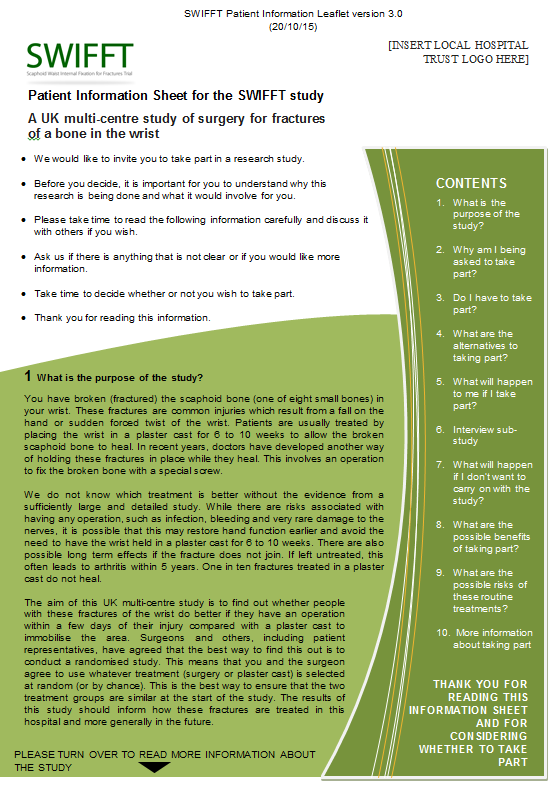 SWIFFT Patient Information Leaflet version 3.0
(20/10/15)
SWIFFT
Scaphoid Waist Internal Fixation for Fractures Trial
[INSERT LOCAL HOSPITAL
TRUST LOGO HERE]
Patient Information Sheet for the SWIFFT study
A UK multi-centre study of surgery for fractures
of a bone in the wrist
• We would like to invite you to take part in a research study.
• Before you decide, it is important for you to understand why this
research is being done and what it would involve for you.
• Please take time to read the following information carefully and discuss it
with others if you wish.
• Ask us if there is anything that is not clear or if you would like more
information.
• Take time to decide whether or not you wish to take part.
• Thank you for reading this information.
1 What is the purpose of the study?
You have broken (fractured) the scaphoid bone (one of eight small bones) in
your wrist. These fractures are common injuries which result from a fall on the
hand or sudden forced twist of the wrist. Patients are usually treated by
placing the wrist in a plaster cast for 6 to 10 weeks to allow the broken
scaphoid bone to heal. In recent years, doctors have developed another way
of holding these fractures in place while they heal. This involves an operation
to fix the broken bone with a special screw.
We do not know which treatment is better without the evidence from a
sufficiently large and detailed study. While there are risks associated with
having any operation, such as infection, bleeding and very rare damage to the
nerves, it is possible that this may restore hand function earlier and avoid the
need to have the wrist held in a plaster cast for 6 to 10 weeks. There are also
possible long term effects if the fracture does not join. If left untreated, this
often leads to arthritis within 5 years. One in ten fractures treated in a plaster
cast do not heal.
The aim of this UK multi-centre study is to find out whether people
with these fractures of the wrist do better if they have an operation
within a few days of their injury compared with a plaster cast to
immobilise the area. Surgeons and others, including patient
representatives, have agreed that the best way to find this out is to
conduct a randomised study. This means that you and the surgeon
agree to use whatever treatment (surgery or plaster cast) is selected
at random (or by chance). This is the best way to ensure that the two
treatment groups are similar at the start of the study. The results of
this study should inform how these fractures are treated in this
hospital and more generally in the future.
PLEASE TURN OVER TO READ MORE INFORMATION ABOUT
THE STUDY
CONTENTS
1. What is the
purpose of the
study?
2. Why am I being
asked to take
part?
3. Do I have to take
part?
4. What are the
alternatives to
taking part?
5. What will happen
to me if I take
part?
6. Interview sub-
study
7. What will happen
if I don't want to
carry on with the
study?
8. What are the
possible benefits
of taking part?
9. What are the
possible risks of
these routine
treatments?
10. More information
about taking part
THANK YOU FOR
READING THIS
INFORMATION SHEET
AND FOR
CONSIDERING
WHETHER TO TAKE
PART